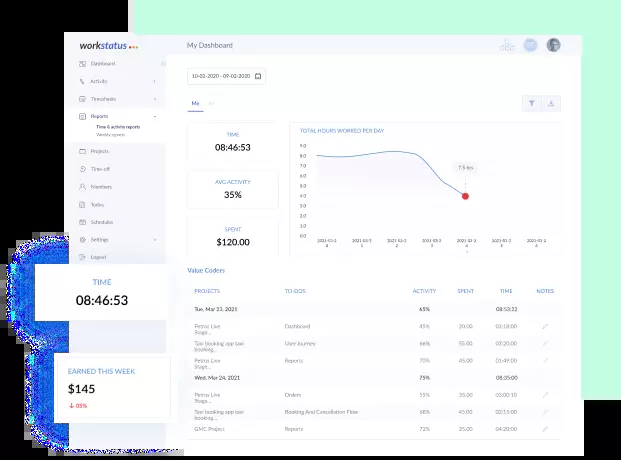 workstatus
My Dashboard
Dashboard
10-02-2020 - 09-02-2020
Activity
Me
Timesheets
Reports
Time & activity reports
Weekly reports
Projects
Time-off
Members
Todos
Schedules
Settings
Logout
TIME
08:46:53
AVG ACTIVITY
35%
SPENT
$120.00
TOTAL HOURS WORKED PER DAY
9.0
8.0
7.0
6.0
5.0
4.0
3.0
2.0
1.0
0.0
7.5 hrs
TIME
08:46:53
EARNED THIS WEEK
$145
05%
Value Coders
PROJECTS TO-DOS ACTIVITY SPENT TIME NOTES
Tue, Mar 23, 2021 65% 08:53:22
Petros Live Dashboard 45% 20.00 03:18:00
Stage...
Taxi booking app taxi User Journey 66% 55.00 03:20.00
booking...
Petros Live Reports 70% 45.00 01:49:00
Stage...
Wed, Mar 24, 2021 75% 08:35:00
Petros Live Orders 55% 35.00 03:00:10
Stage...
Taxi booking app taxi Booking And Cancellation Flow 68% 45.00 02:15:00
booking...
GMC Project Reports 72% 25.00 04:20:00